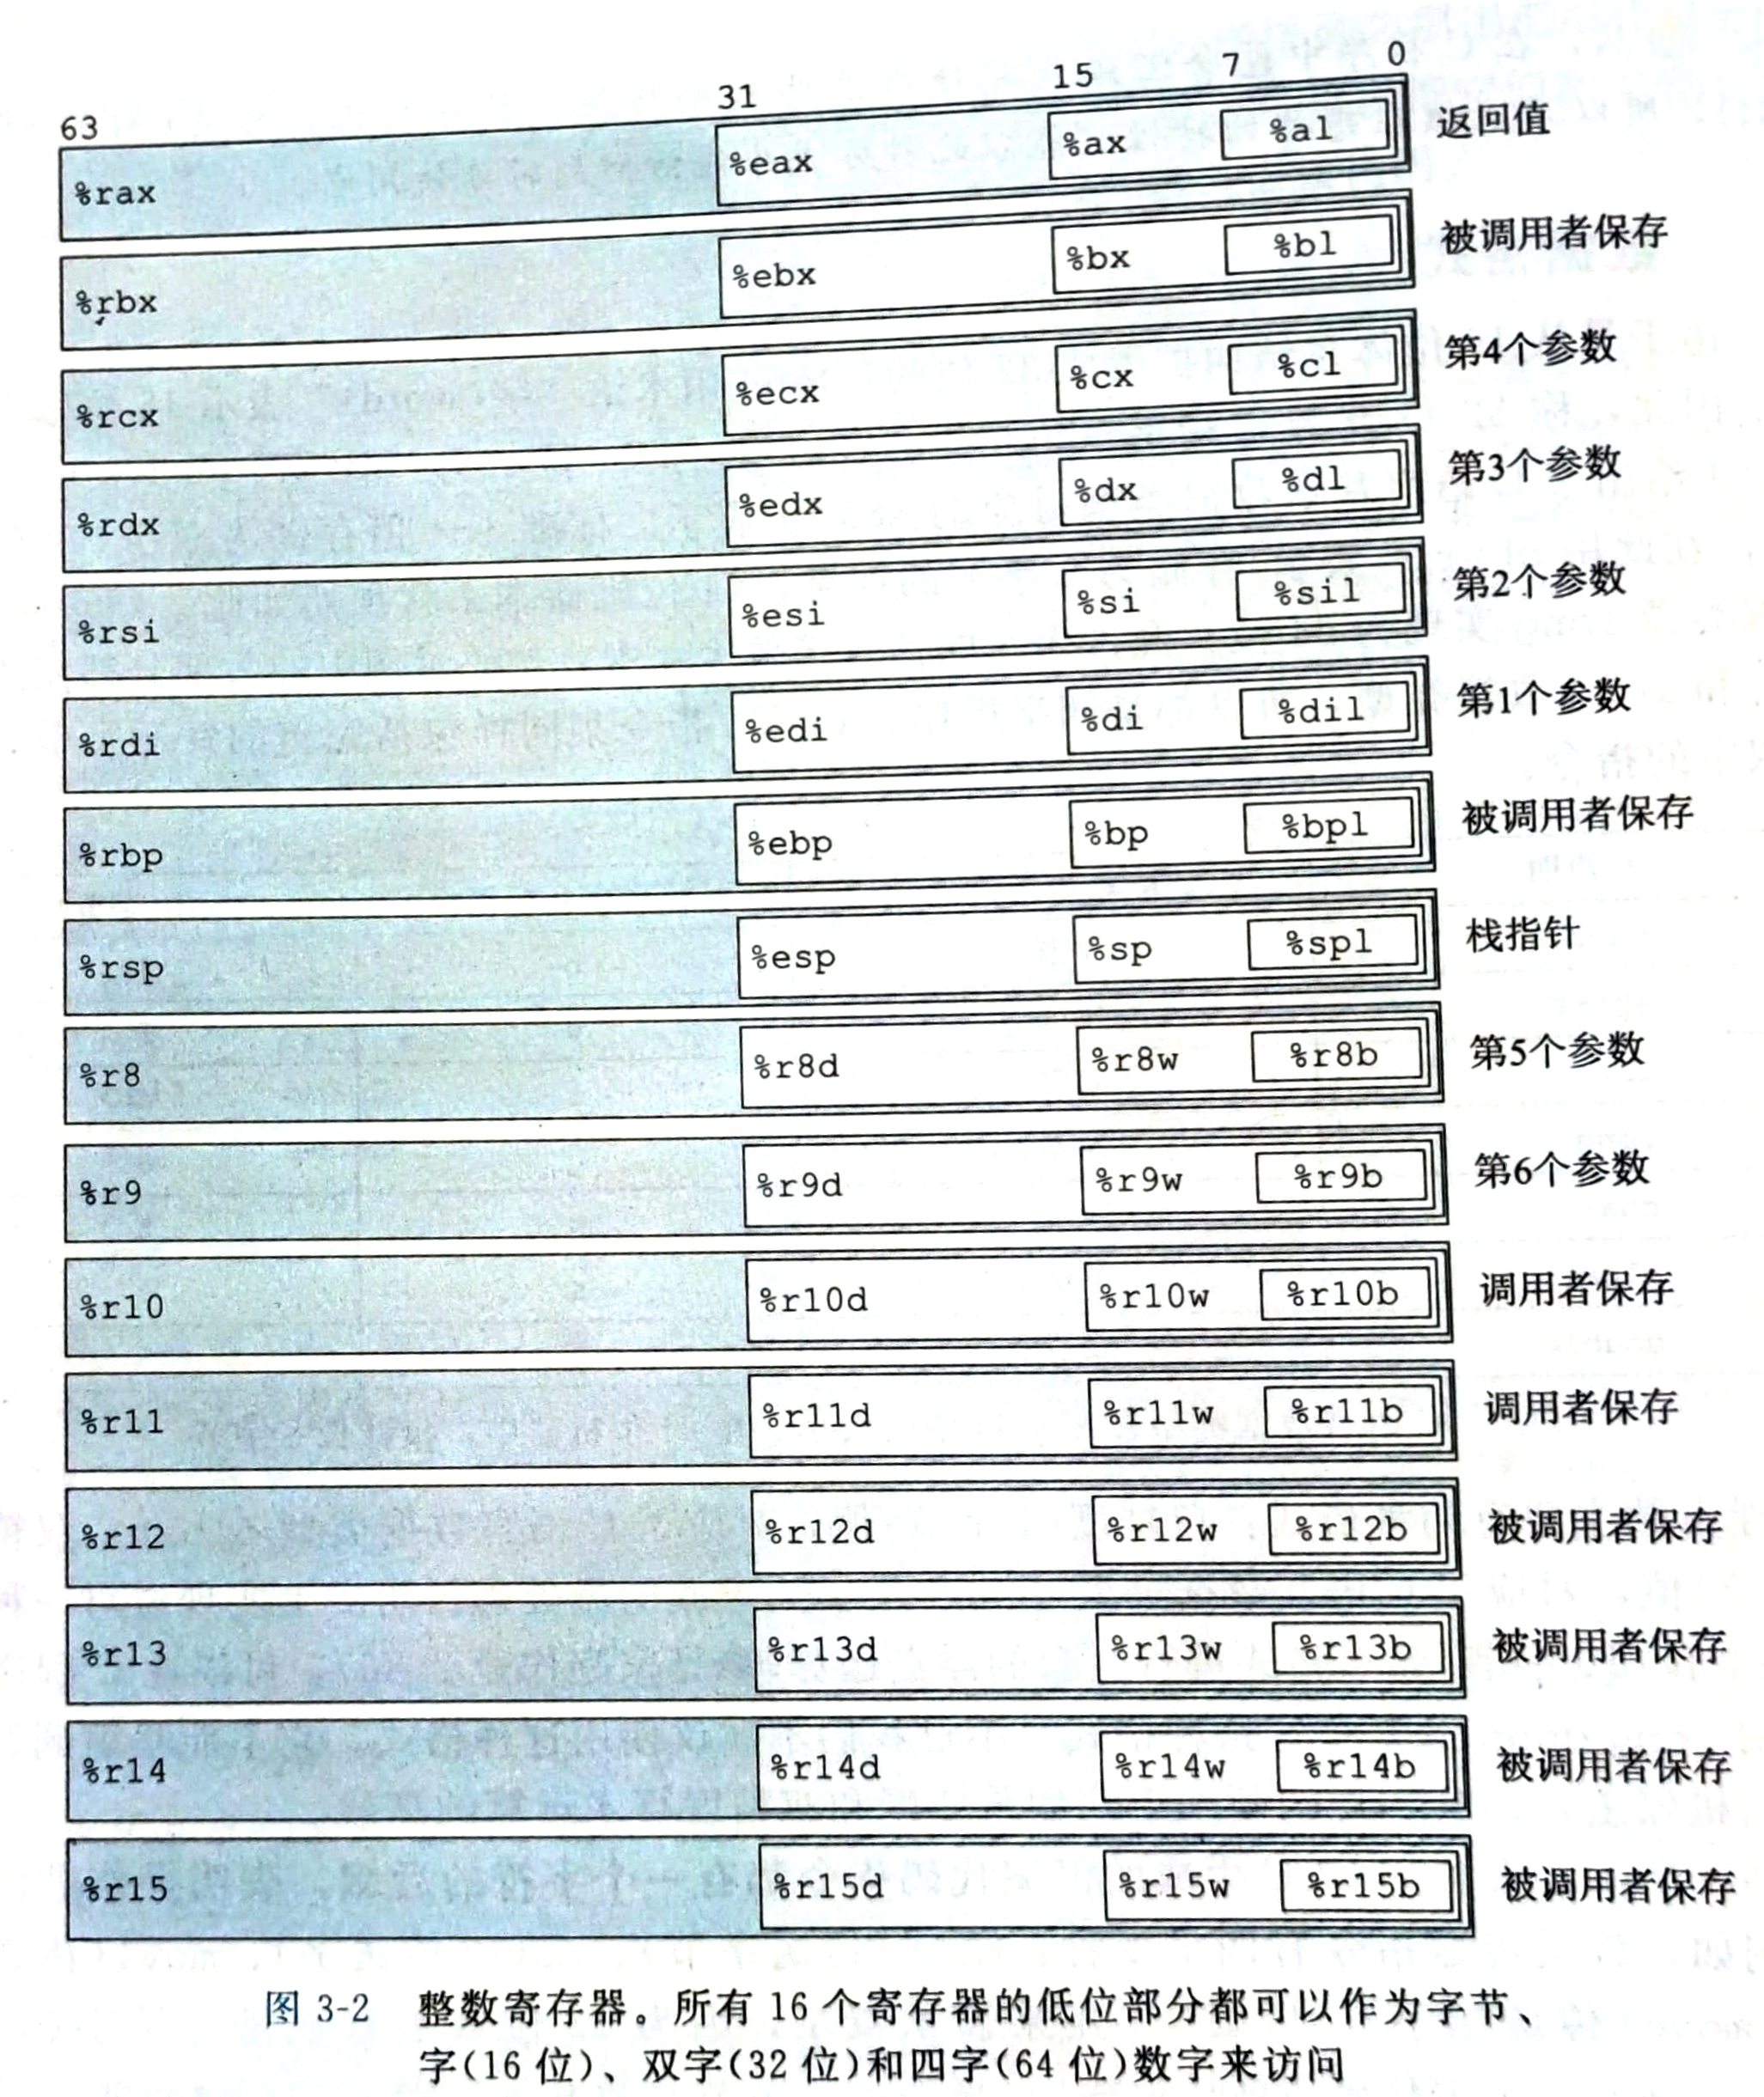 63 31 15 7 0
%rax %eax %ax %al 返回值
%rbx %ebx %bx %bl 被调用者保存
%rcx %ecx %cx %cl 第4个参数
%rdx %edx %dx %dl 第3个参数
%rsi %esi %si %sil 第2个参数
%rdi %edi %di %dil 第1个参数
%rbp %ebp %bp %bpl 被调用者保存
%rsp %esp %sp %spl 栈指针
%r8 %r8d %r8w %r8b 第5个参数
%r9 %r9d %r9w %r9b 第6个参数
%r10 %r10d %r10w %r10b 调用者保存
%r11 %r11d %r11w %r11b 调用者保存
%r12 %r12d %r12w %r12b 被调用者保存
%r13 %r13d %r13w %r13b 被调用者保存
%r14 %r14d %r14w %r14b 被调用者保存
%r15 %r15d %r15w %r15b 被调用者保存
图 3-2 整数寄存器。所有 16 个寄存器的低位部分都可以作为字节、
字(16 位)、双字(32 位)和四字(64 位)数字来访问